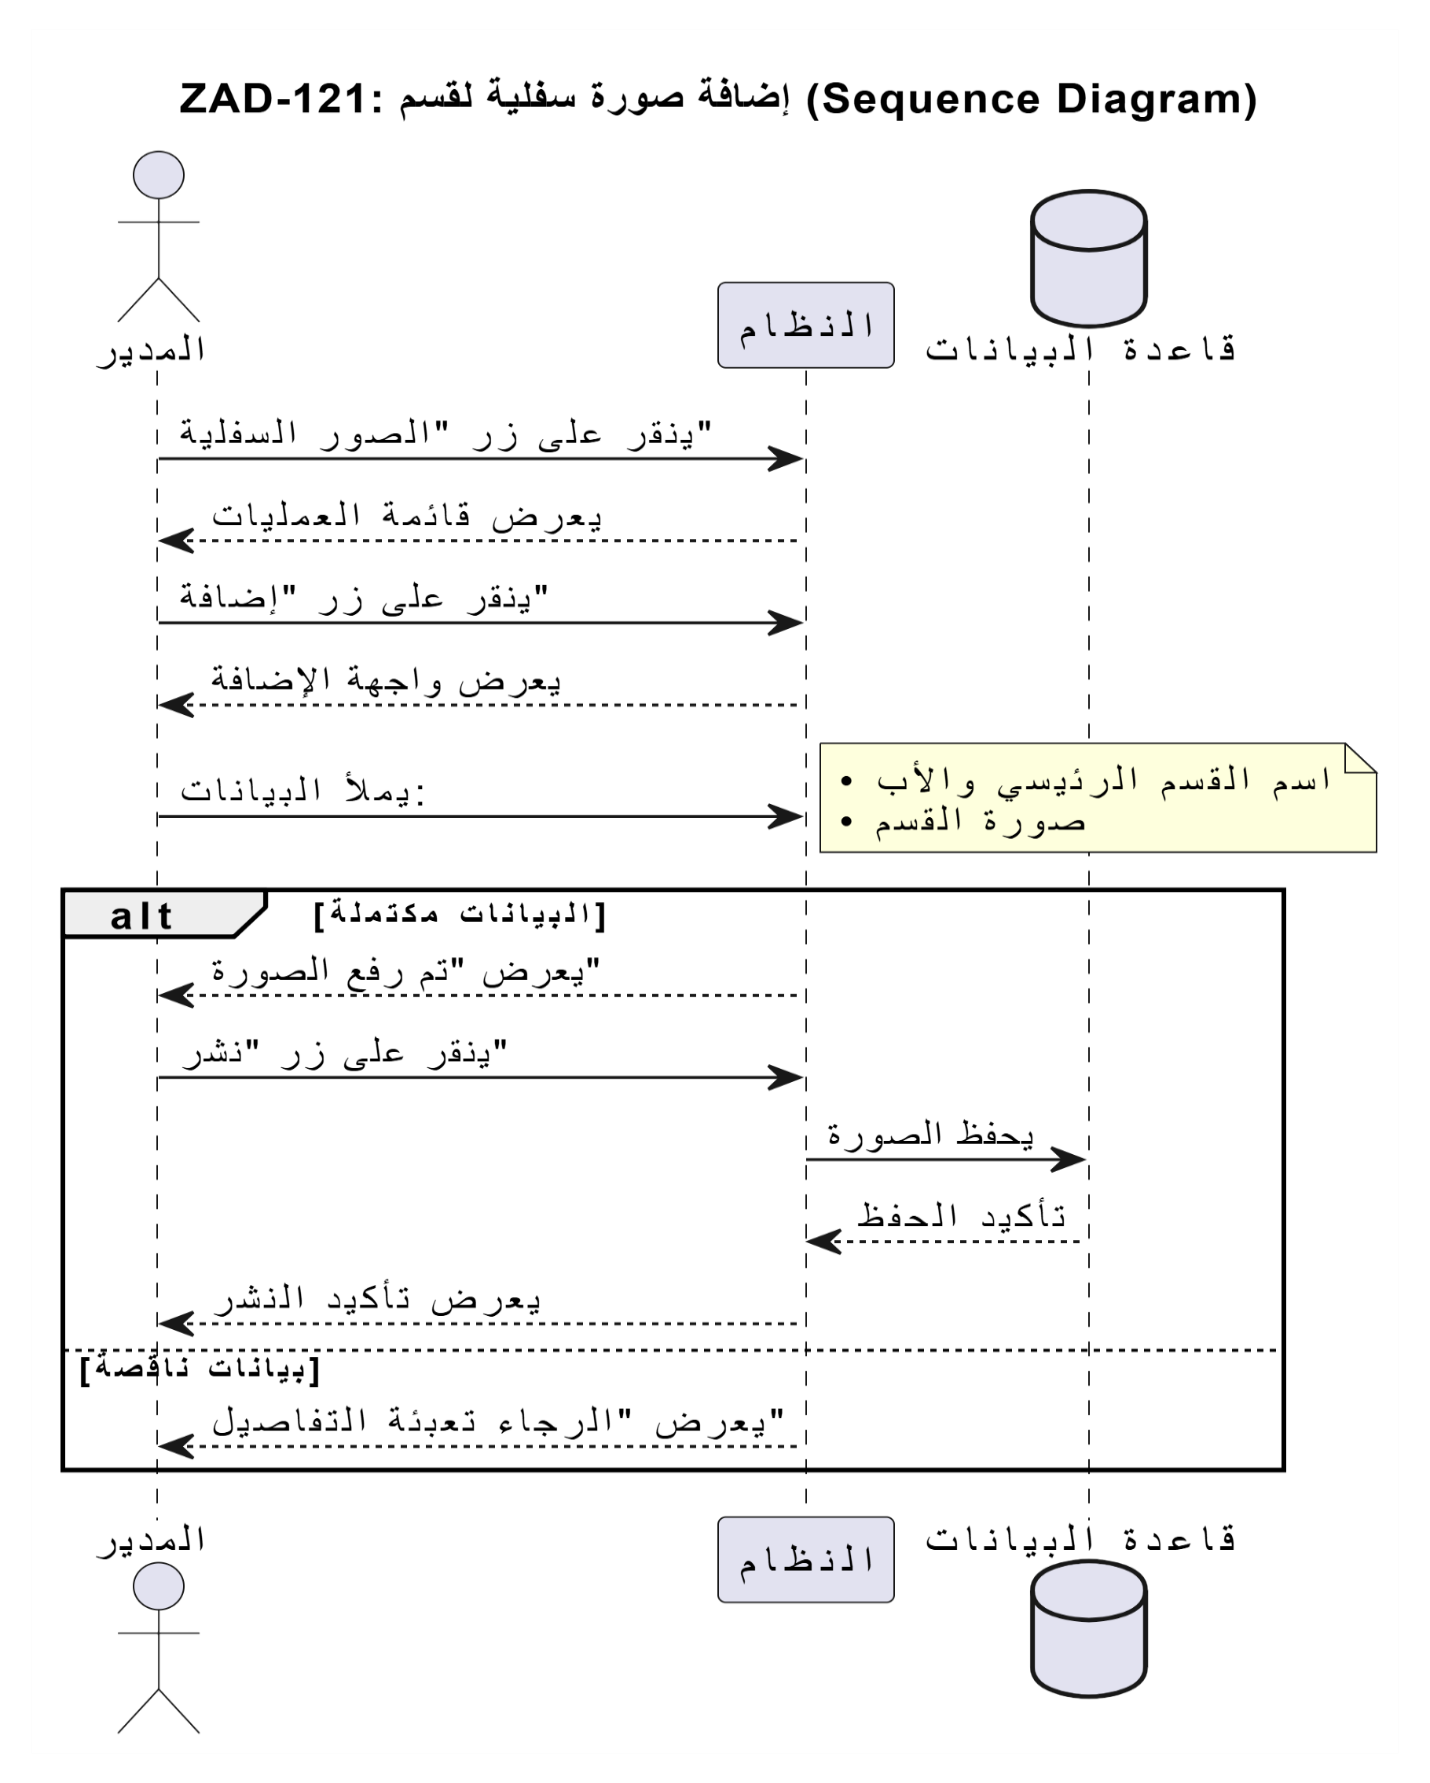 ZAD-121: إضافة صورة سفلية لقسم (Sequence Diagram)
المدير
النظام
قاعدة البيانات
ينقر على زر "الصور السفلية"
يعرض قائمة العمليات
ينقر على زر "إضافة"
يعرض واجهة الإضافة
يملأ البيانات:
• اسم القسم الرئيسي والأب
• صورة القسم
alt
[البيانات مكتملة]
يعرض "تم رفع الصورة"
ينقر على زر "نشر"
يحفظ الصورة
تأكيد الحفظ
يعرض تأكيد النشر
[بيانات ناقصة]
يعرض "الرجاء تعبئة التفاصيل"
المدير
النظام
قاعدة البيانات